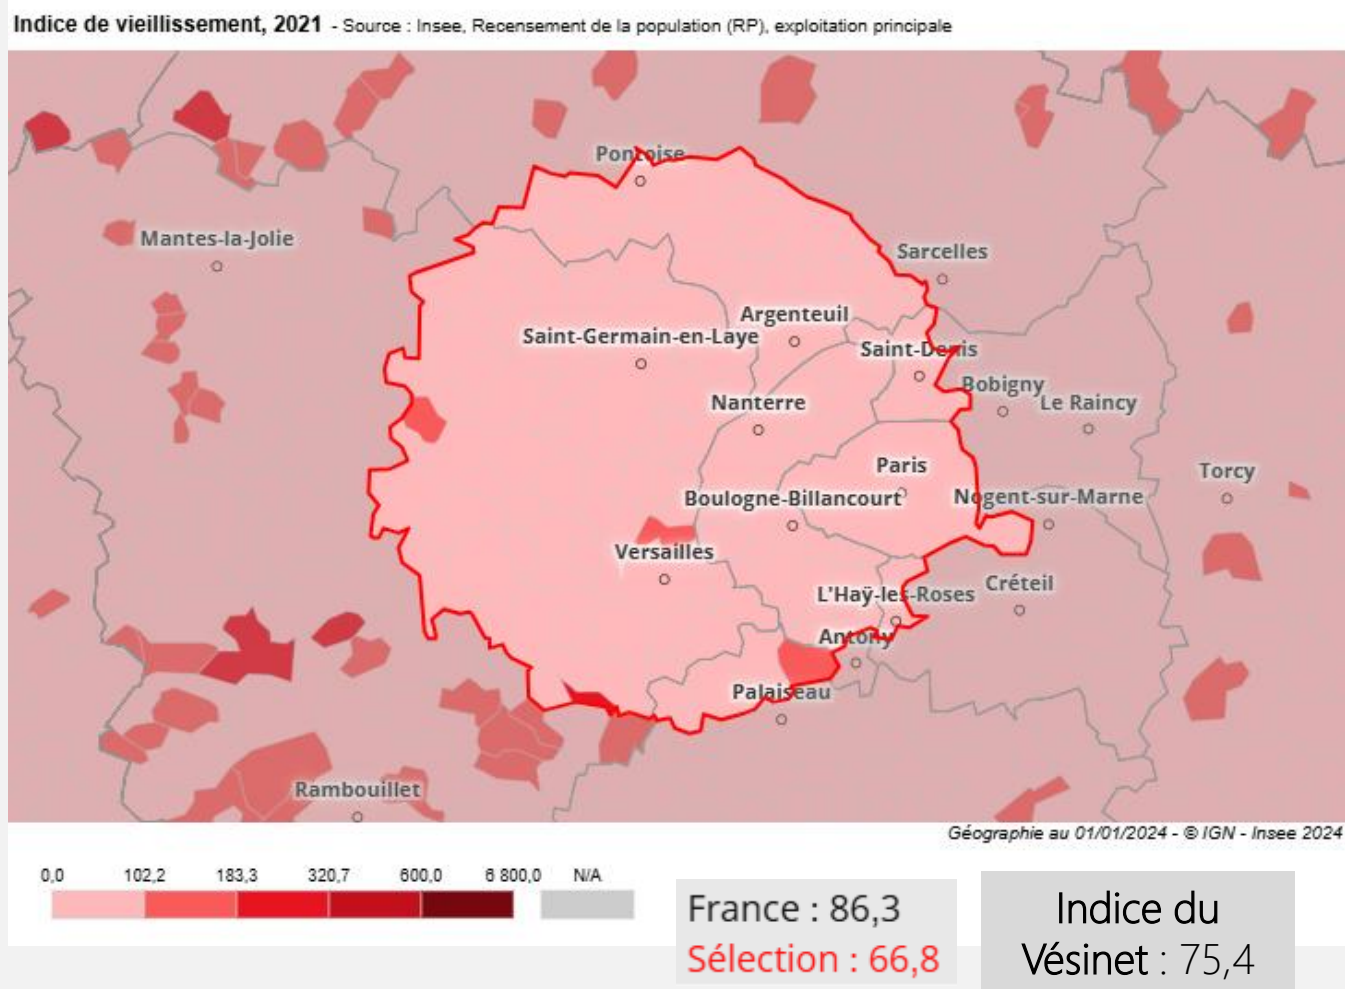 Indice de vieillissement, 2021 - Source : Insee, Recensement de la population (RP), exploitation principale
Pontoise
Mantes-la-Jolie
Sarcelles
Argenteuil
Saint-Germain-en-Laye
Saint-Denis
Bobigny
Le Raincy
Nanterre
Paris
Torcy
Boulogne-Billancourt
Nogent-sur-Marne
Versailles
Créteil
L'Haÿ-les-Roses
Antony
Palaiseau
Rambouillet
Géographie au 01/01/2024 - © IGN - Insee 2024
0,0 102,2 183,3 320,7 600,0 6 800,0 N/A
France : 86,3
Sélection : 66,8
Indice du
Vésinet : 75,4